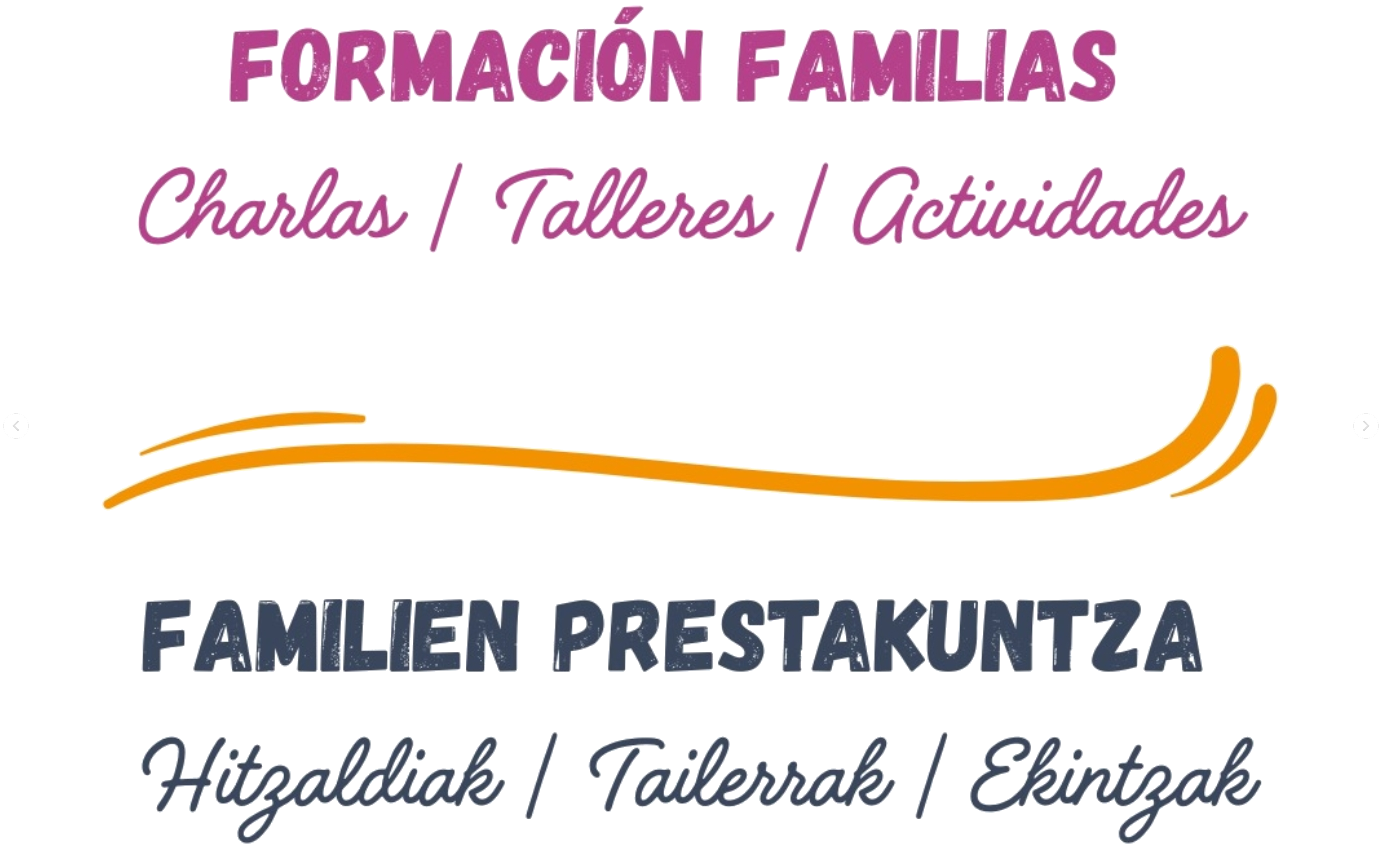 FORMACIÓN FAMILIAS
Charlas / Talleres / Actividades
FAMILIEN PRESTAKUNTZA
Hitzaldiak / Tailerrak / Ekintzak